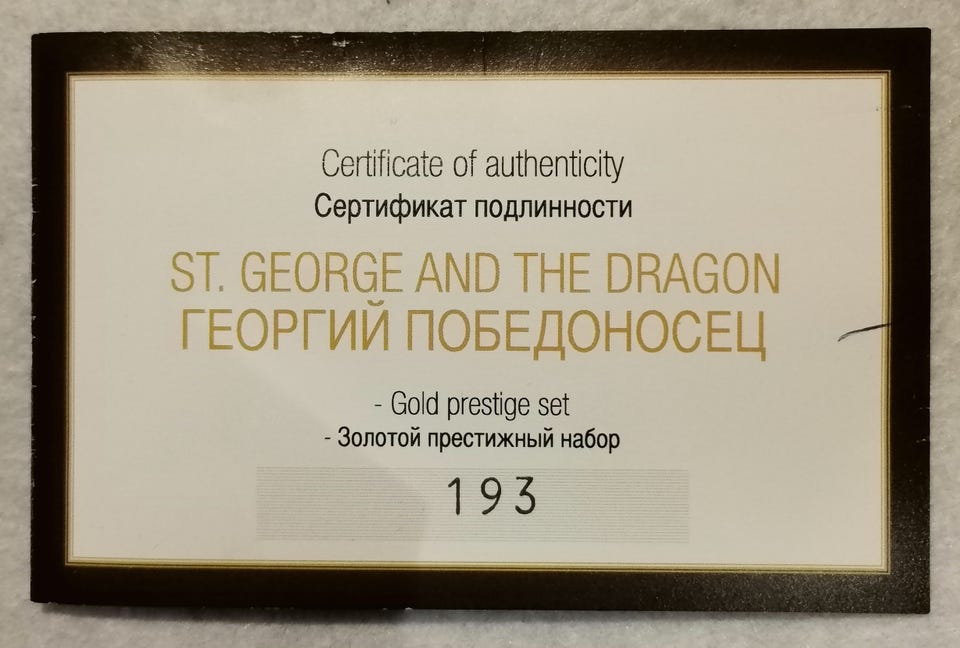 Certificate of authenticity
Сертификат подлинности
ST. GEORGE AND THE DRAGON
ГЕОРГИЙ ПОБЕДОНОСЕЦ
- Gold prestige set
- Золотой престижный набор
193